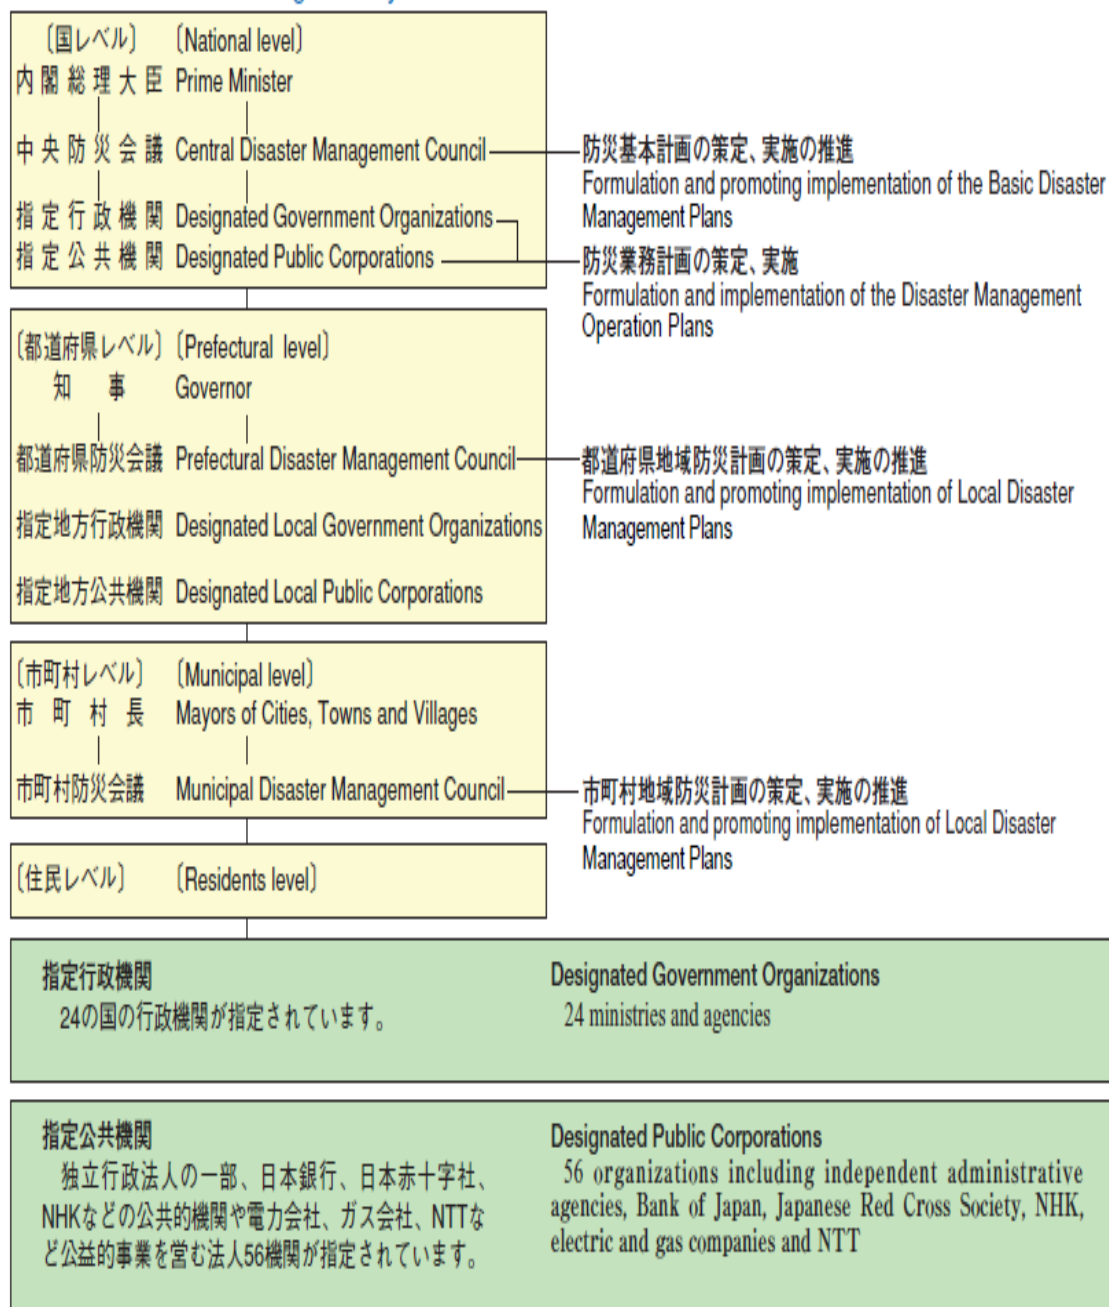 〔国レベル〕 〔National level〕
内閣総理大臣 Prime Minister
中央防災会議 Central Disaster Management Council
防災基本計画の策定、実施の推進
Formulation and promoting implementation of the Basic Disaster
Management Plans
指定行政機関 Designated Government Organizations
指定公共機関 Designated Public Corporations
防災業務計画の策定、実施
Formulation and implementation of the Disaster Management
Operation Plans
〔都道府県レベル〕 〔Prefectural level〕
知事 Governor
都道府県防災会議 Prefectural Disaster Management Council
都道府県地域防災計画の策定、実施の推進
Formulation and promoting implementation of Local Disaster
Management Plans
指定地方行政機関 Designated Local Government Organizations
指定地方公共機関 Designated Local Public Corporations
〔市町村レベル〕 〔Municipal level〕
市町村長 Mayors of Cities, Towns and Villages
市町村防災会議 Municipal Disaster Management Council
市町村地域防災計画の策定、実施の推進
Formulation and promoting implementation of Local Disaster
Management Plans
〔住民レベル〕 〔Residents level〕
指定行政機関
24の国の行政機関が指定されています。
Designated Government Organizations
24 ministries and agencies
指定公共機関
独立行政法人の一部、日本銀行、日本赤十字社、
NHKなどの公共的機関や電力会社、ガス会社、NTTな
ど公益的事業を営む法人56機関が指定されています。
Designated Public Corporations
56 organizations including independent administrative
agencies, Bank of Japan, Japanese Red Cross Society, NHK,
electric and gas companies and NTT